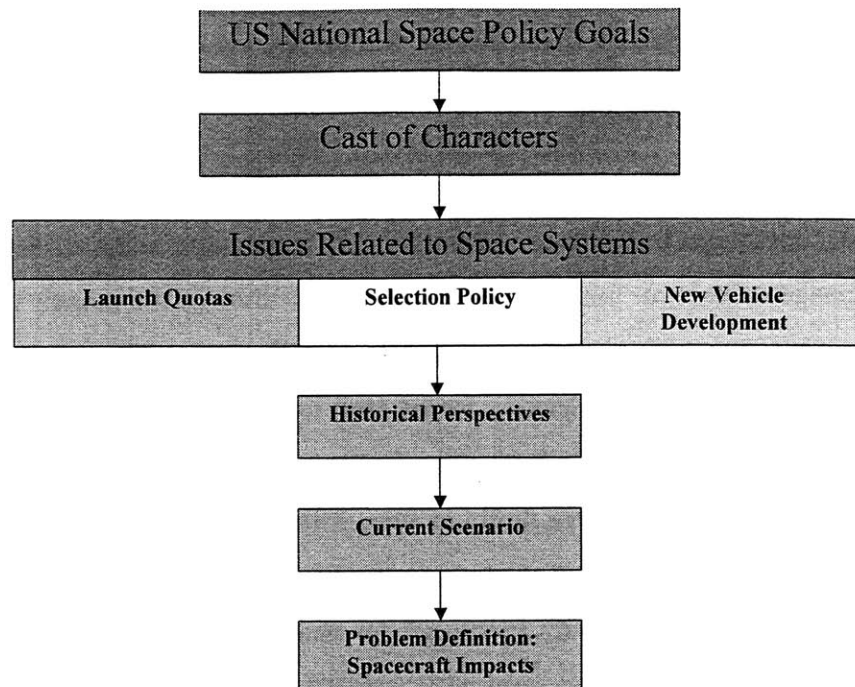 US National Space Policy Goals
Cast of Characters
Issues Related to Space Systems
Launch Quotas
Selection Policy
New Vehicle
Development
Historical Perspectives
Current Scenario
Problem Definition:
Spacecraft Impacts